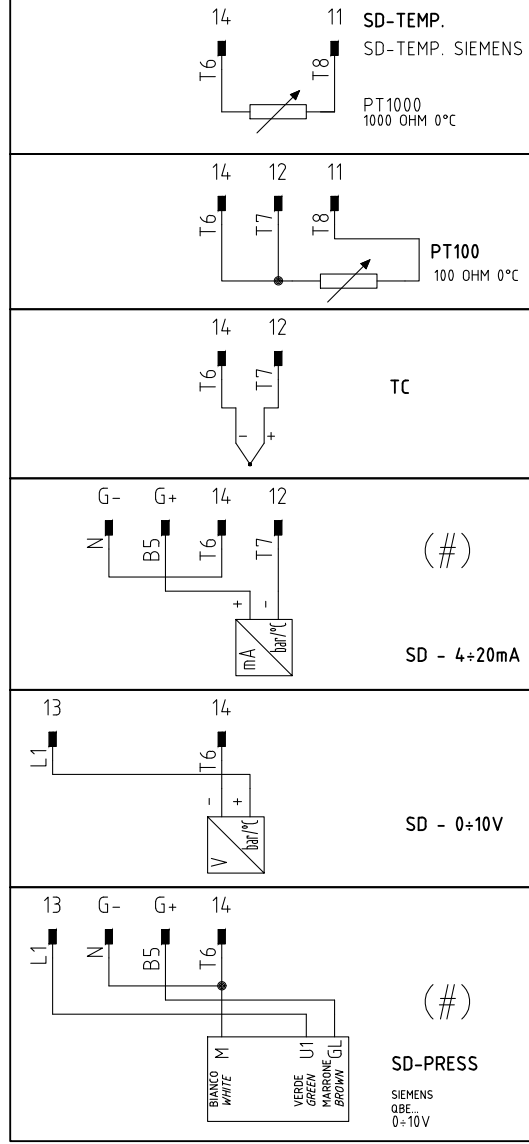 14 11 SD-TEMP.
T6 T8 SD-TEMP. SIEMENS
PT1000
1000 OHM 0°C
14 12 11
T6 T7 T8
PT100
100 OHM 0°C
14 12
T6 T7
TC
- +
G- G+ 14 12
N B5 T6 T7
(#)
+ -
mA bar/°C
SD - 4÷20mA
13 14
L1 T6
- +
V bar/°C
SD - 0÷10V
13 G- G+ 14
L1 N B5 T6
(#)
M U1 GL
BIANCO
WHITE
VERDE
GREEN
MARRONE
BROWN
SD-PRESS
SIEMENS
QBE...
0÷10V